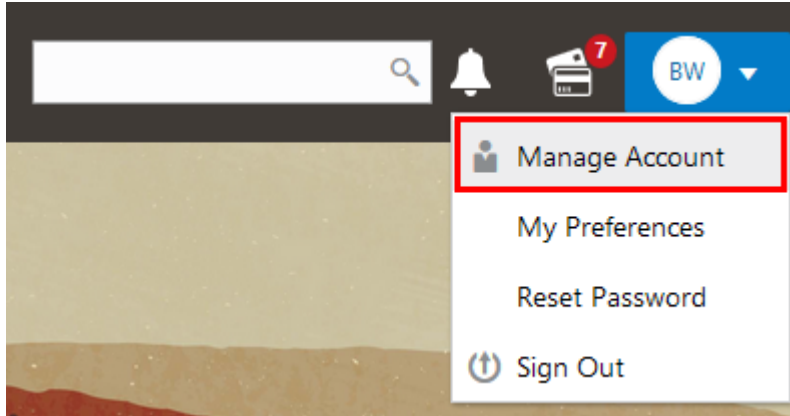 7
BW
Manage Account
My Preferences
Reset Password
Sign Out